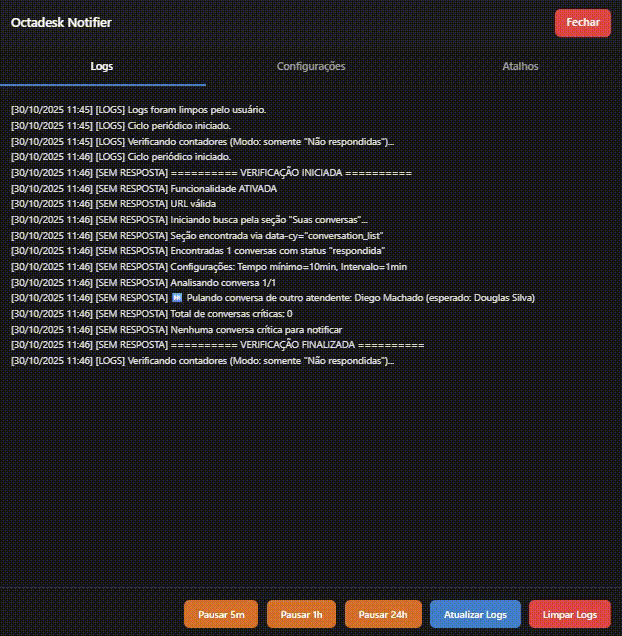 Octadesk Notifier
Fechar
Logs
Configurações
Atalhos
[30/10/2025 11:45] [LOGS] Logs foram limpos pelo usuário.
[30/10/2025 11:45] [LOGS] Ciclo periódico iniciado.
[30/10/2025 11:45] [LOGS] Verificando contadores (Modo: somente "Não respondidas")...
[30/10/2025 11:46] [LOGS] Ciclo periódico iniciado.
[30/10/2025 11:46] [SEM RESPOSTA] ========== VERIFICAÇÃO INICIADA ==========
[30/10/2025 11:46] [SEM RESPOSTA] Funcionalidade ATIVADA
[30/10/2025 11:46] [SEM RESPOSTA] URL válida
[30/10/2025 11:46] [SEM RESPOSTA] Iniciando busca pela seção "Suas conversas"...
[30/10/2025 11:46] [SEM RESPOSTA] Seção encontrada via data-cy="conversation_list"
[30/10/2025 11:46] [SEM RESPOSTA] Encontradas 1 conversas com status "respondida"
[30/10/2025 11:46] [SEM RESPOSTA] Configurações: Tempo mínimo=10min, Intervalo=1min
[30/10/2025 11:46] [SEM RESPOSTA] Analisando conversa 1/1
[30/10/2025 11:46] [SEM RESPOSTA] ⏭️ Pulando conversa de outro atendente: Diego Machado (esperado: Douglas Silva)
[30/10/2025 11:46] [SEM RESPOSTA] Total de conversas críticas: 0
[30/10/2025 11:46] [SEM RESPOSTA] Nenhuma conversa crítica para notificar
[30/10/2025 11:46] [SEM RESPOSTA] ========== VERIFICAÇÃO FINALIZADA ==========
[30/10/2025 11:46] [LOGS] Verificando contadores (Modo: somente "Não respondidas")...
Pausar 5m
Pausar 1h
Pausar 24h
Atualizar Logs
Limpar Logs